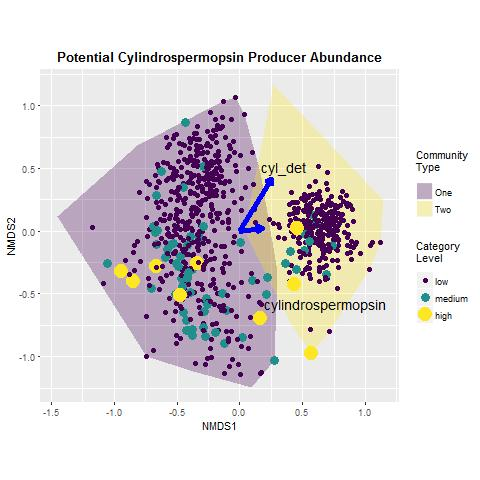 Potential Cylindrospermopsin Producer Abundance
NMDS2
1.0
0.5
0.0
-0.5
-1.0
cyl_det
cylindrospermopsin
-1.5 -1.0 -0.5 0.0 0.5 1.0
NMDS1
Community
Type
One
Two
Category
Level
low
medium
high